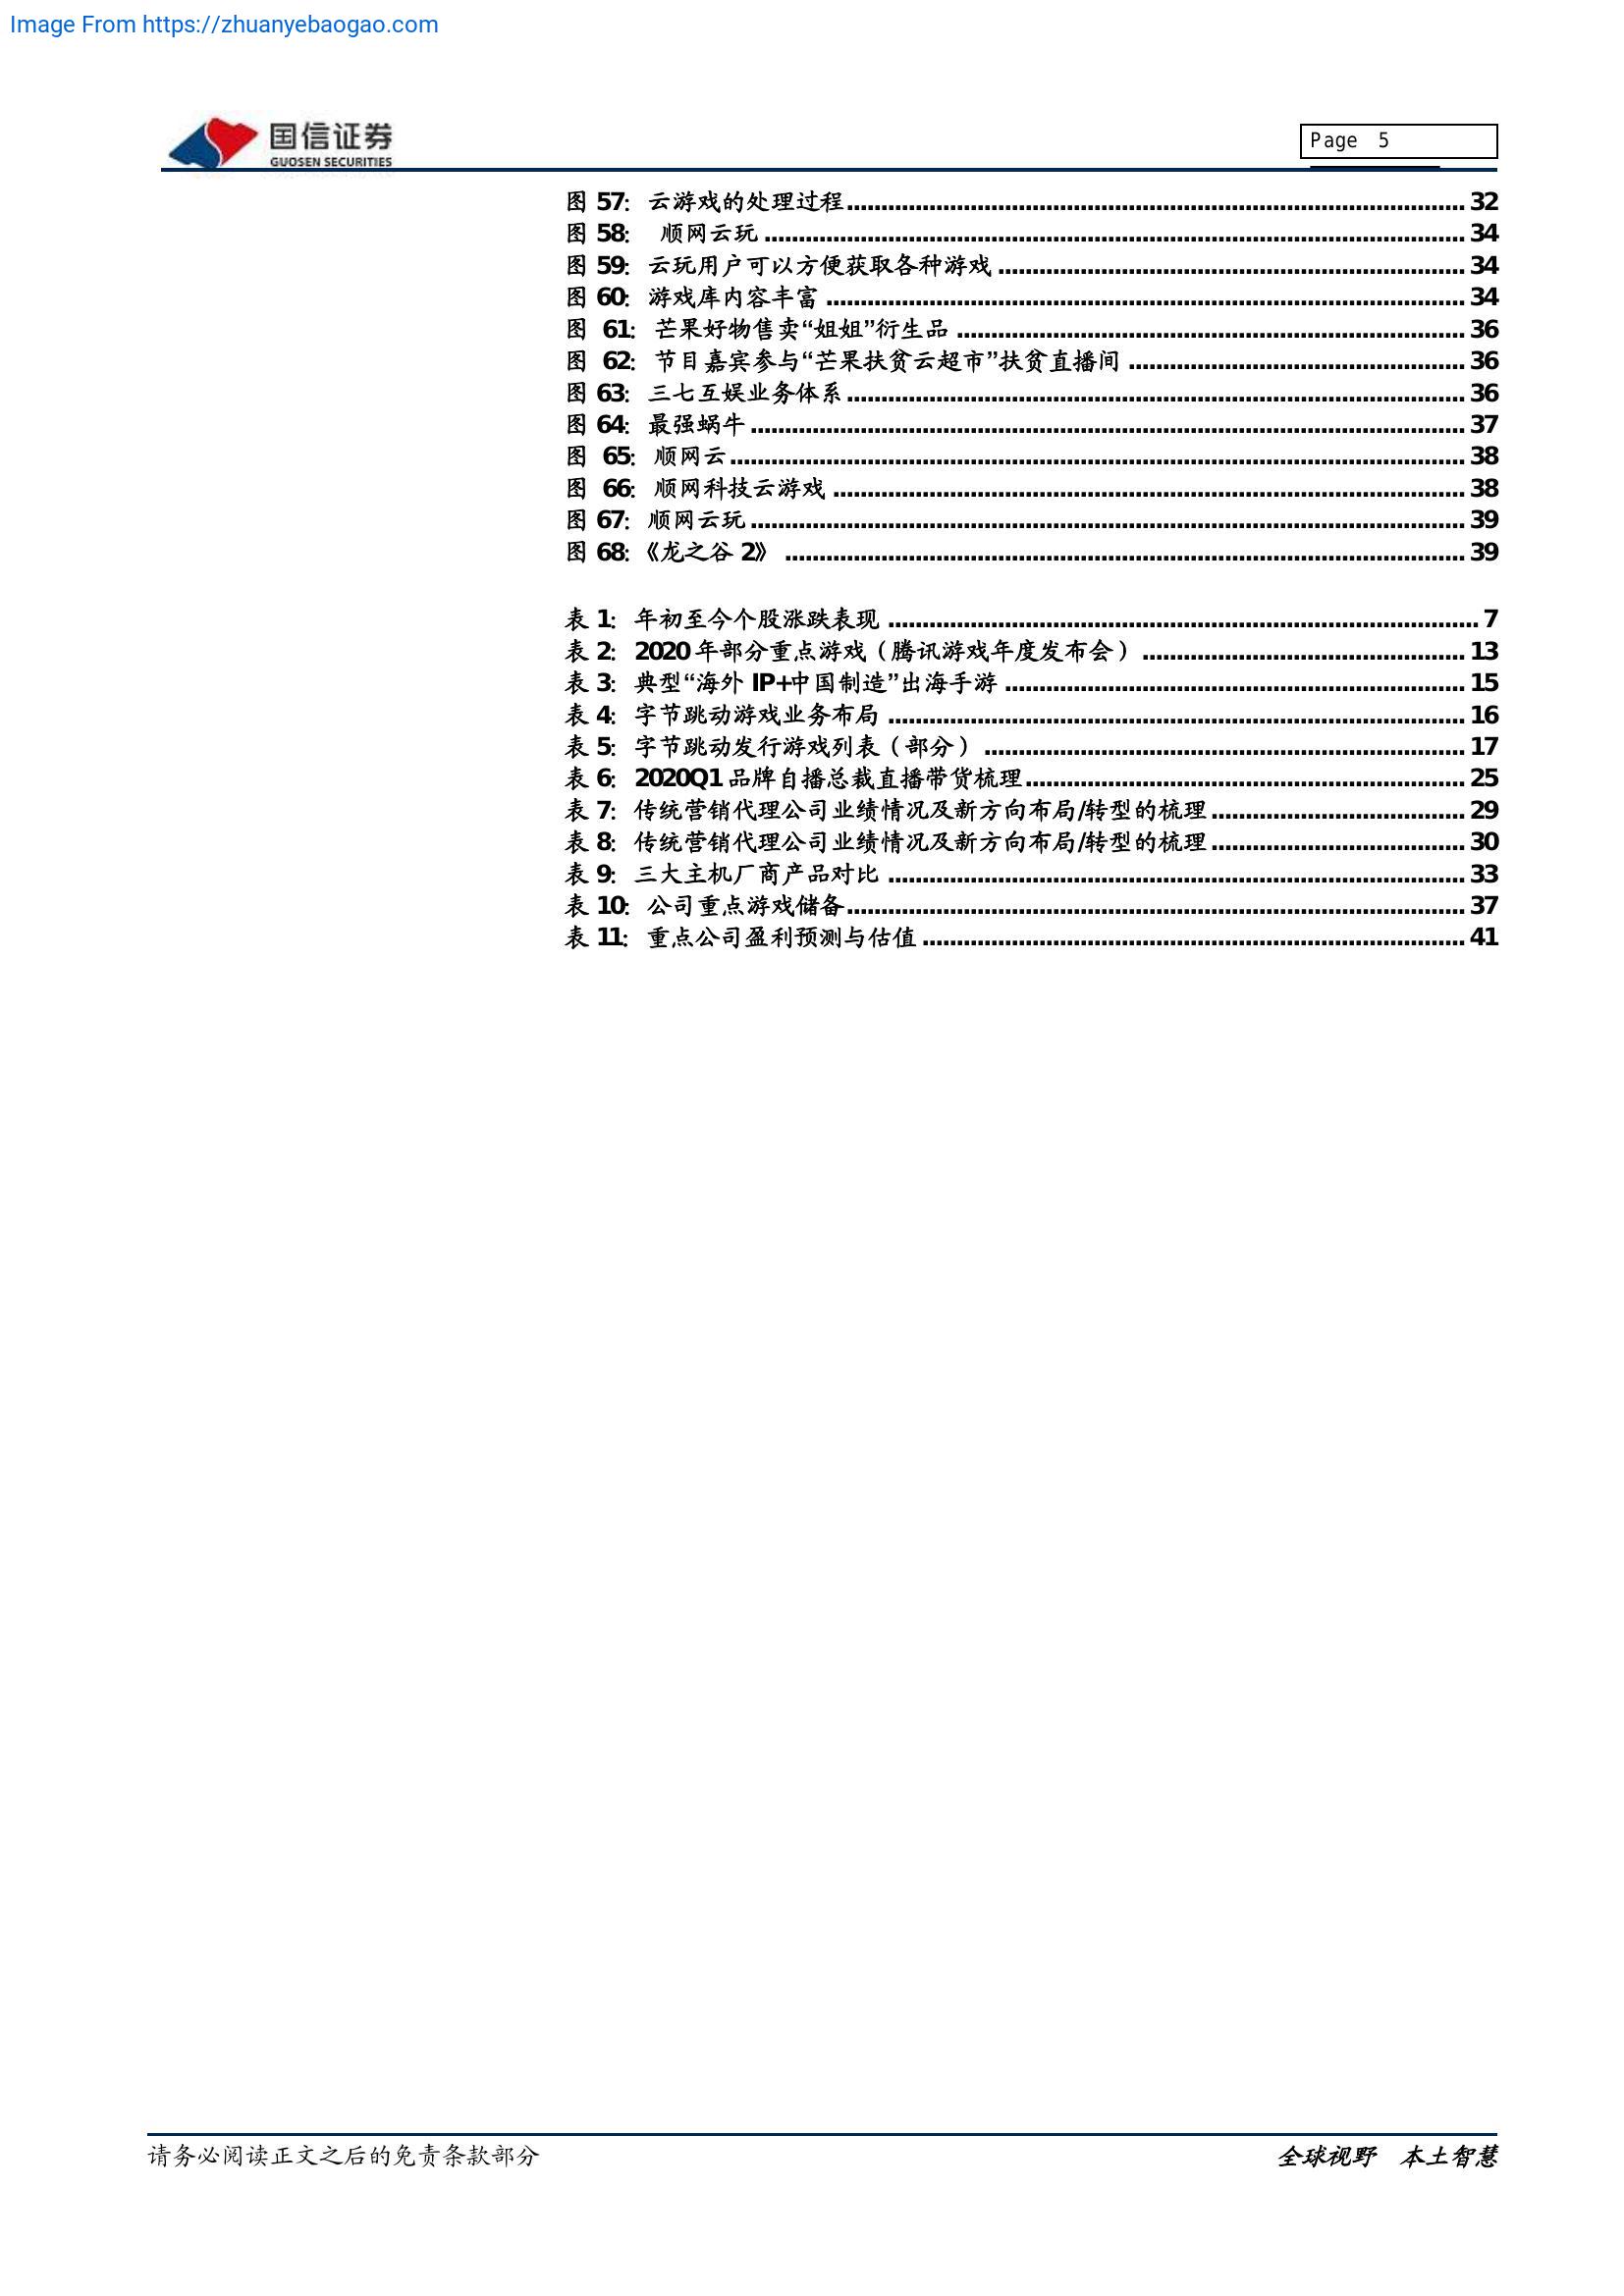 Image From https://zhuanyebaogao.com
国信证券
GUOSEN SECURITIES
Page 5
图 57: 云游戏的处理过程........................................ 32
图 58: 顺网云玩........................................ 34
图 59: 云玩用户可以方便获取各种游戏........................................ 34
图 60: 游戏库内容丰富........................................ 34
图 61: 芒果好物售卖“姐姐”衍生品........................................ 36
图 62: 节目嘉宾参与“芒果扶贫云超市”扶贫直播间........................................ 36
图 63: 三七互娱业务体系........................................ 36
图 64: 最强蜗牛........................................ 37
图 65: 顺网云........................................ 38
图 66: 顺网科技云游戏........................................ 38
图 67: 顺网云玩........................................ 39
图 68:《龙之谷 2》........................................ 39
表 1: 年初至今个股涨跌表现........................................ 7
表 2: 2020 年部分重点游戏（腾讯游戏年度发布会）........................................ 13
表 3: 典型“海外 IP+中国制造”出海手游........................................ 15
表 4: 字节跳动游戏业务布局........................................ 16
表 5: 字节跳动发行游戏列表（部分）........................................ 17
表 6: 2020Q1 品牌自播总裁直播带货梳理........................................ 25
表 7: 传统营销代理公司业绩情况及新方向布局/转型的梳理........................................ 29
表 8: 传统营销代理公司业绩情况及新方向布局/转型的梳理........................................ 30
表 9: 三大主机厂商产品对比........................................ 33
表 10: 公司重点游戏储备........................................ 37
表 11: 重点公司盈利预测与估值........................................ 41
请务必阅读正文之后的免责条款部分
全球视野 本土智慧